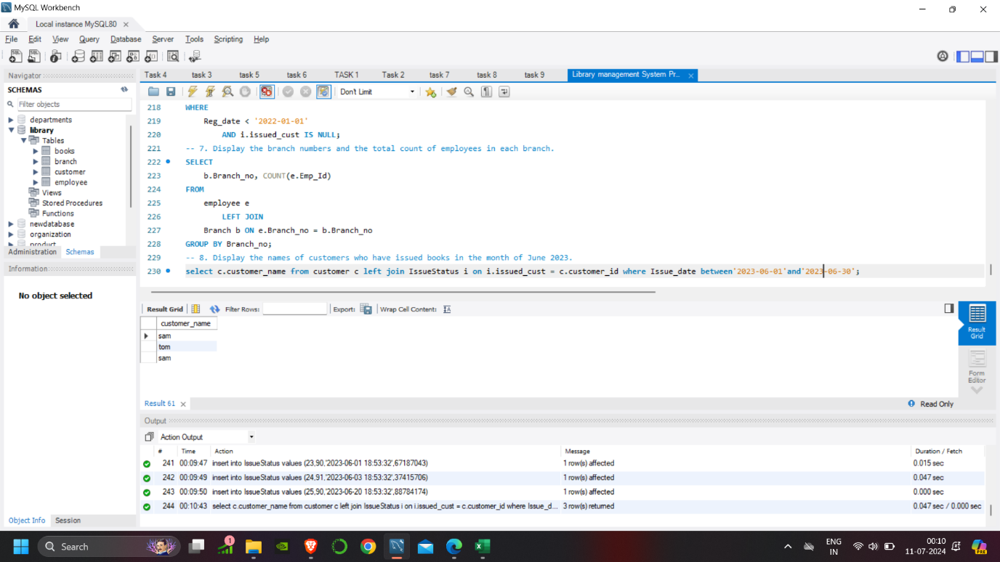 MySQL Workbench
Local instance MySQL80
File Edit View Query Database Server Tools Scripting Help
Navigator
SCHEMAS
Filter objects
departments
library
Tables
books
branch
customer
employee
Views
Stored Procedures
Functions
newdatabase
organization
product
Administration Schemas
Information
No object selected
Object Info Session
Task 4 task 3 task 5 task 6 TASK 1 Task 2 task 7 task 8 task 9 Library management System Pr...
Don't Limit
218 WHERE
219 Reg_date < '2022-01-01'
220 AND i.issued_cust IS NULL;
221 -- 7. Display the branch numbers and the total count of employees in each branch.
222 SELECT
223 b.Branch_no, COUNT(e.Emp_Id)
224 FROM
225 employee e
226 LEFT JOIN
227 Branch b ON e.Branch_no = b.Branch_no
228 GROUP BY Branch_no;
229 -- 8. Display the names of customers who have issued books in the month of June 2023.
230 select c.customer_name from customer c left join IssueStatus i on i.issued_cust = c.customer_id where Issue_date between'2023-06-01'and'2023-06-30';
Result Grid Filter Rows: Export: Wrap Cell Content:
customer_name
sam
tom
sam
Result Grid
Form Editor
Result 61
Read Only
Output
Action Output
# Time Action Message Duration / Fetch
241 00:09:47 insert into IssueStatus values (23,90,'2023-06-01 18:53:32',67187043) 1 row(s) affected 0.015 sec
242 00:09:49 insert into IssueStatus values (24,91,'2023-06-03 18:53:32',37415706) 1 row(s) affected 0.047 sec
243 00:09:50 insert into IssueStatus values (25,90,'2023-06-20 18:53:32',88784174) 1 row(s) affected 0.000 sec
244 00:10:43 select c.customer_name from customer c left join IssueStatus i on i.issued_cust = c.customer_id where Issue_d... 3 row(s) returned 0.047 sec / 0.000 sec
Search
1
ENG
IN
00:10
11-07-2024
PRE